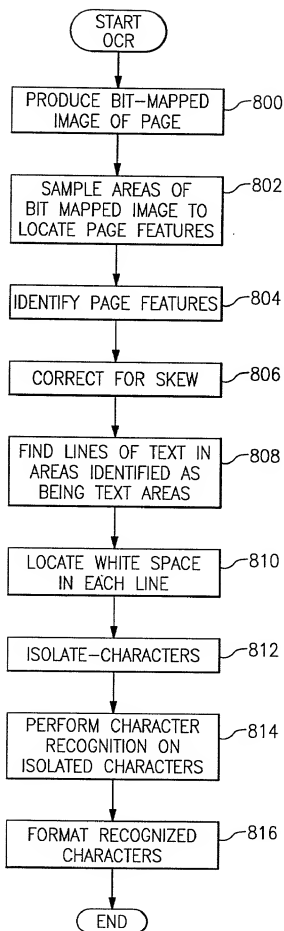 START
OCR
PRODUCE BIT-MAPPED
IMAGE OF PAGE
800
SAMPLE AREAS OF
BIT MAPPED IMAGE TO
LOCATE PAGE FEATURES
802
IDENTIFY PAGE FEATURES
804
CORRECT FOR SKEW
806
FIND LINES OF TEXT IN
AREAS IDENTIFIED AS
BEING TEXT AREAS
808
LOCATE WHITE SPACE
IN EACH LINE
810
ISOLATE-CHARACTERS
812
PERFORM CHARACTER
RECOGNITION ON
ISOLATED CHARACTERS
814
FORMAT RECOGNIZED
CHARACTERS
816
END